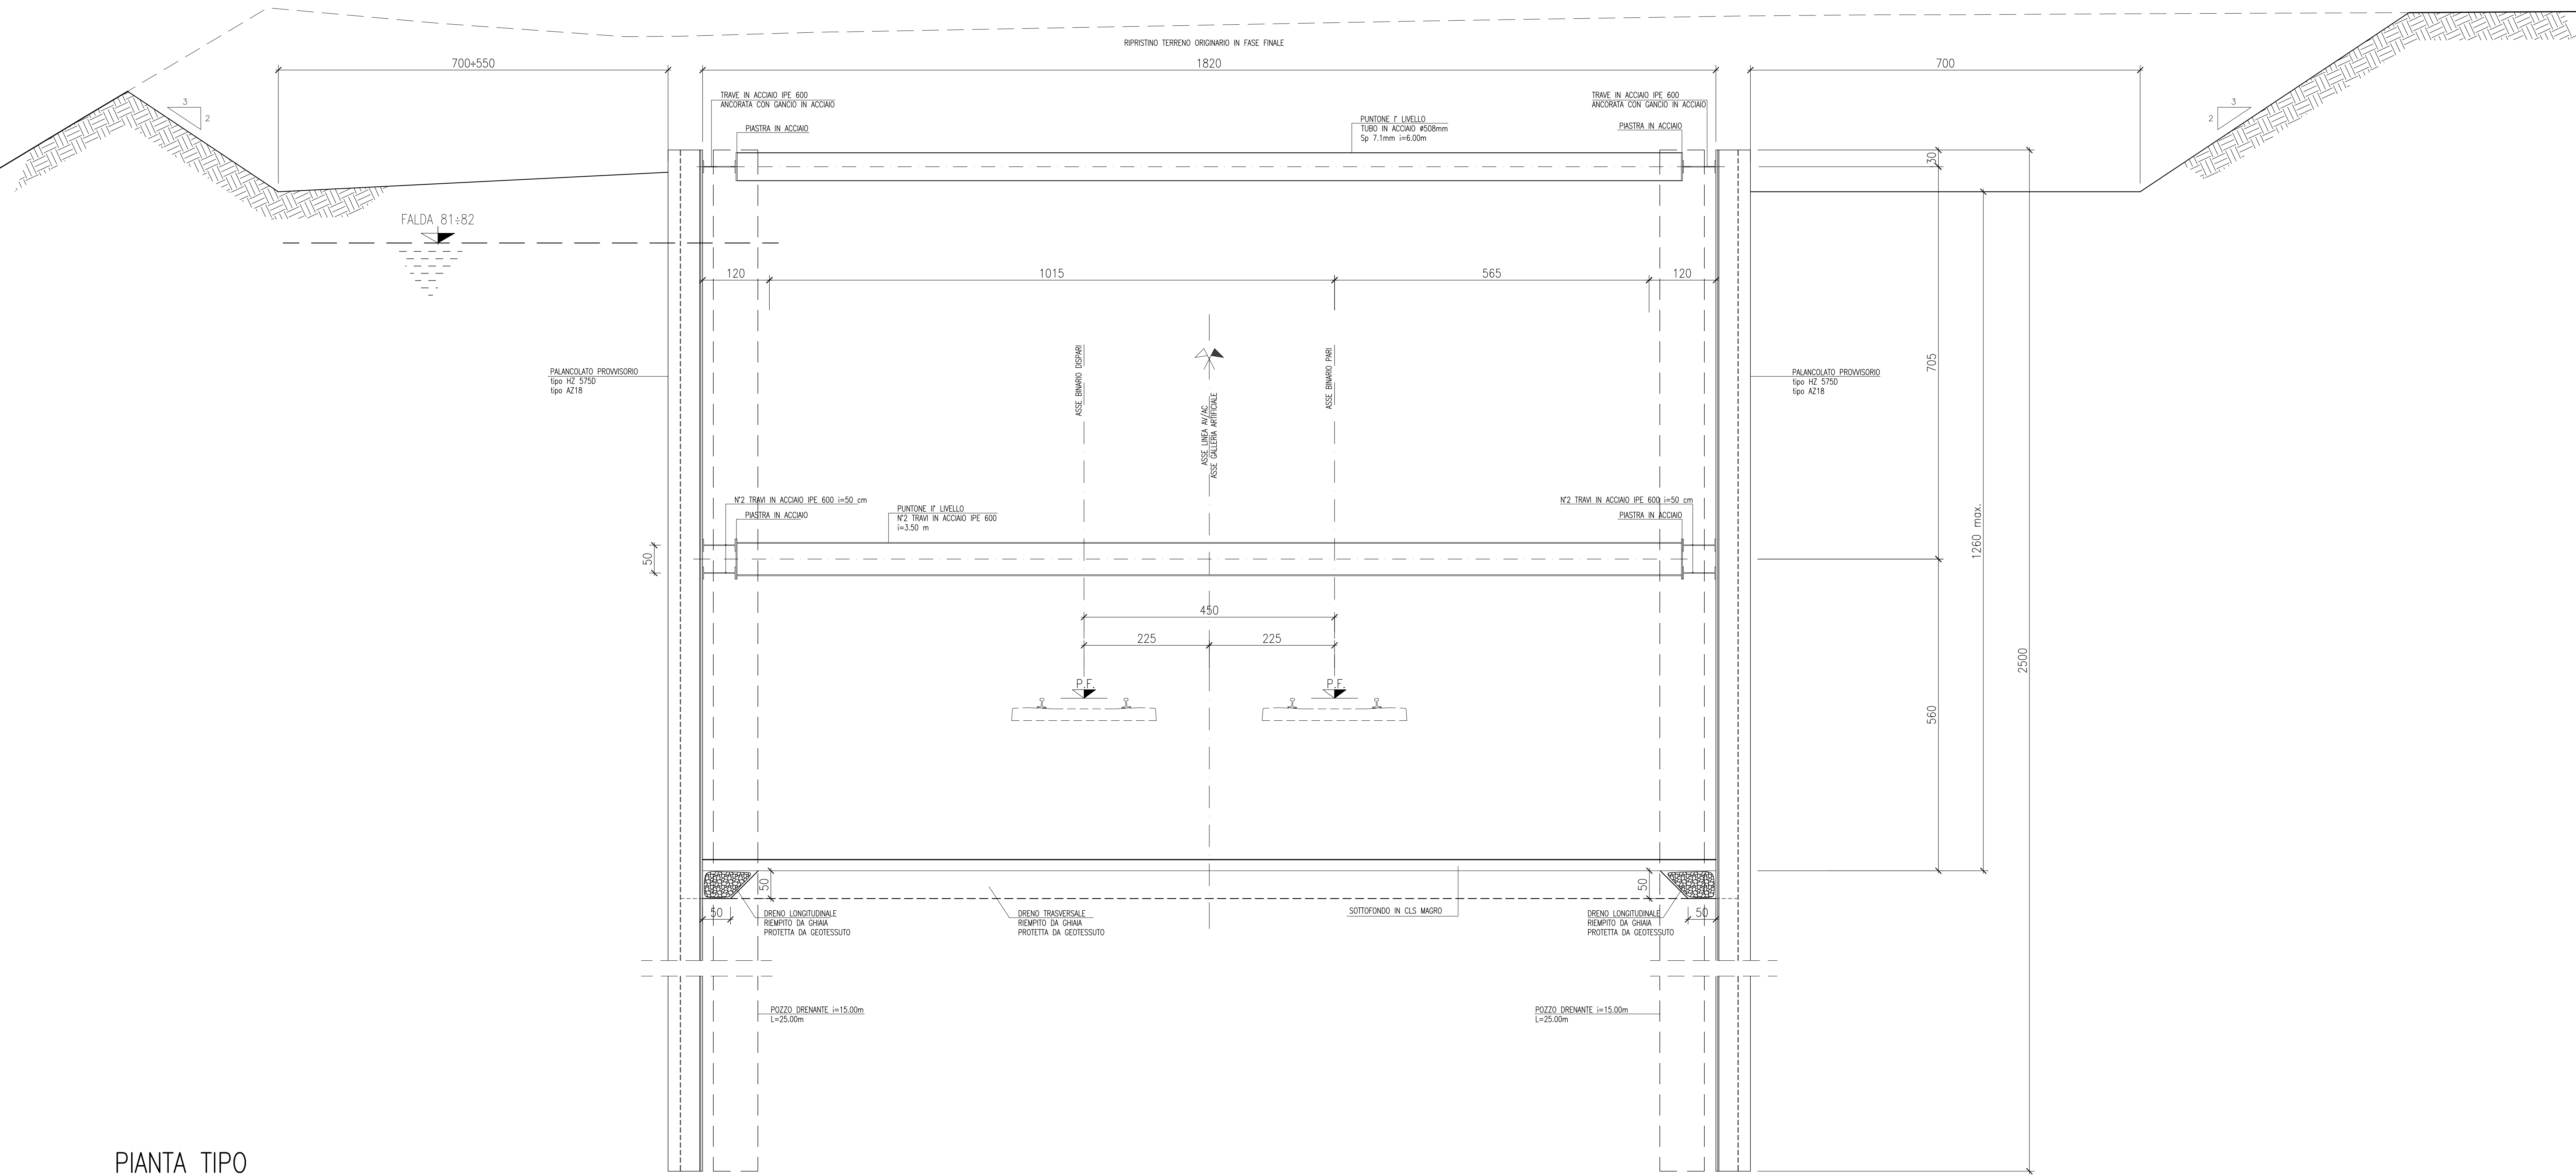 RIPRISTINO TERRENO ORIGINARIO IN FASE FINALE
700÷550
1820
700
TRAVE IN ACCIAIO IPE 600
ANCORATA CON GANCIO IN ACCIAIO
PIASTRA IN ACCIAIO
PUNTONE I° LIVELLO
TUBO IN ACCIAIO Ø508mm
Sp 7.1mm i=6.00m
TRAVE IN ACCIAIO IPE 600
ANCORATA CON GANCIO IN ACCIAIO
PIASTRA IN ACCIAIO
3
2
3
2
30
FALDA 81÷82
120
1015
565
120
PALANCOLATO PROVVISORIO
tipo HZ 575D
tipo AZ18
ASSE BINARIO DISPARI
ASSE LINEA AV/AC
ASSE GALLERIA ARTIFICIALE
ASSE BINARIO PARI
705
PALANCOLATO PROVVISORIO
tipo HZ 575D
tipo AZ18
N°2 TRAVI IN ACCIAIO IPE 600 i=50 cm
PIASTRA IN ACCIAIO
PUNTONE II° LIVELLO
N°2 TRAVI IN ACCIAIO IPE 600
i=3.50 m
N°2 TRAVI IN ACCIAIO IPE 600 i=50 cm
PIASTRA IN ACCIAIO
50
1260 max.
450
225
225
2500
P.F.
P.F.
560
50
50
50
50
DRENO LONGITUDINALE
RIEMPITO DA GHIAIA
PROTETTA DA GEOTESSUTO
DRENO TRASVERSALE
RIEMPITO DA GHIAIA
PROTETTA DA GEOTESSUTO
SOTTOFONDO IN CLS MAGRO
DRENO LONGITUDINALE
RIEMPITO DA GHIAIA
PROTETTA DA GEOTESSUTO
POZZO DRENANTE i=15.00m
L=25.00m
POZZO DRENANTE i=15.00m
L=25.00m
PIANTA TIPO